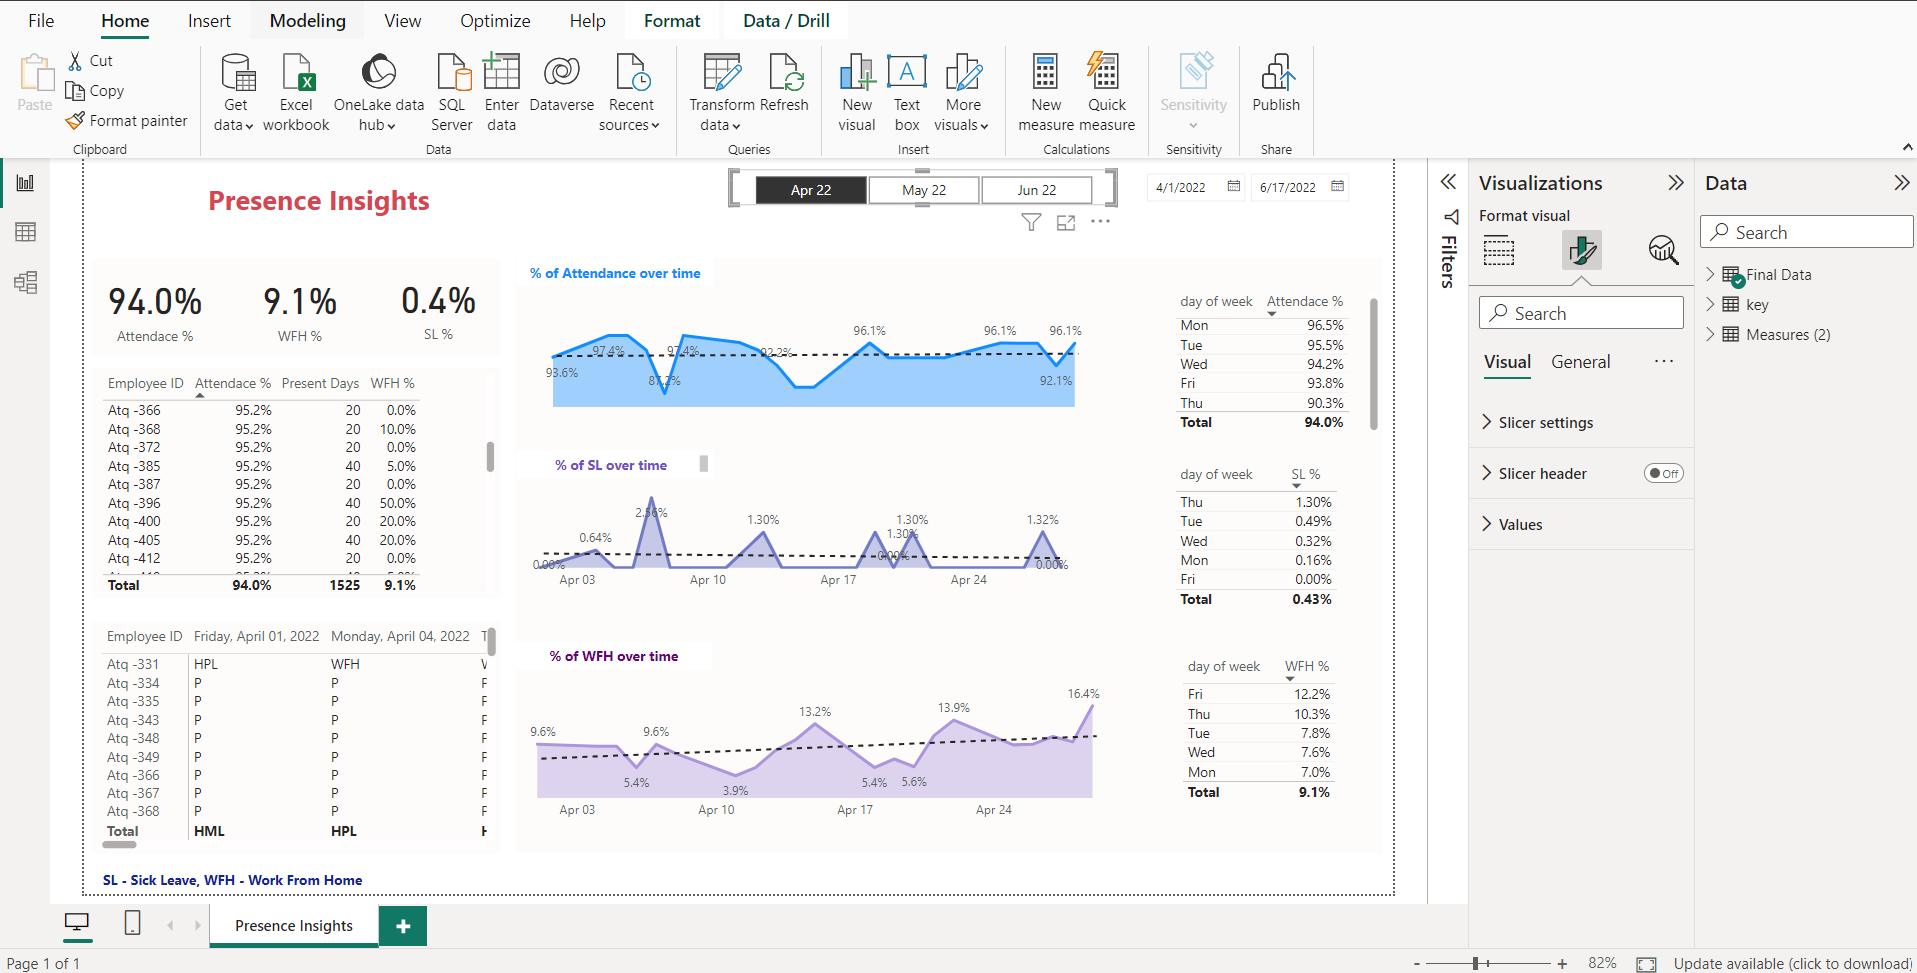 File Home Insert Modeling View Optimize Help Format Data / Drill
Paste
Cut
Copy
Format painter
Clipboard
Get data
Excel workbook
OneLake data hub
SQL Server
Enter data
Dataverse
Recent sources
Data
Transform data
Refresh
Queries
New visual
Text box
More visuals
Insert
New measure
Quick measure
Calculations
Sensitivity
Sensitivity
Publish
Share
Presence Insights
Apr 22 May 22 Jun 22
4/1/2022 6/17/2022
94.0% 9.1% 0.4%
Attendace % WFH % SL %
Employee ID Attendace % Present Days WFH %
Atq -366 95.2% 20 0.0%
Atq -368 95.2% 20 10.0%
Atq -372 95.2% 20 0.0%
Atq -385 95.2% 40 5.0%
Atq -387 95.2% 20 0.0%
Atq -396 95.2% 40 50.0%
Atq -400 95.2% 20 20.0%
Atq -405 95.2% 40 20.0%
Atq -412 95.2% 20 0.0%
Total 94.0% 1525 9.1%
Employee ID Friday, April 01, 2022 Monday, April 04, 2022
Atq -331 HPL WFH
Atq -334 P P
Atq -335 P P
Atq -343 P P
Atq -348 P P
Atq -349 P P
Atq -366 P P
Atq -367 P P
Atq -368 P P
Total HML HPL
SL - Sick Leave, WFH - Work From Home
% of Attendance over time
93.6% 97.4% 87.2% 97.4% 92.2% 96.1% 96.1% 92.1% 96.1%
day of week Attendace %
Mon 96.5%
Tue 95.5%
Wed 94.2%
Fri 93.8%
Thu 90.3%
Total 94.0%
% of SL over time
0.00% 0.64% 2.56% 1.30% 0.00% 1.30% 1.30% 1.32% 0.00%
Apr 03 Apr 10 Apr 17 Apr 24
day of week SL %
Thu 1.30%
Tue 0.49%
Wed 0.32%
Mon 0.16%
Fri 0.00%
Total 0.43%
% of WFH over time
9.6% 5.4% 9.6% 3.9% 13.2% 5.4% 5.6% 13.9% 16.4%
Apr 03 Apr 10 Apr 17 Apr 24
day of week WFH %
Fri 12.2%
Thu 10.3%
Tue 7.8%
Wed 7.6%
Mon 7.0%
Total 9.1%
Filters
Visualizations
Format visual
Search
Visual General
Slicer settings
Slicer header Off
Values
Data
Search
Final Data
key
Measures (2)
Presence Insights
Page 1 of 1
82%
Update available (click to download)